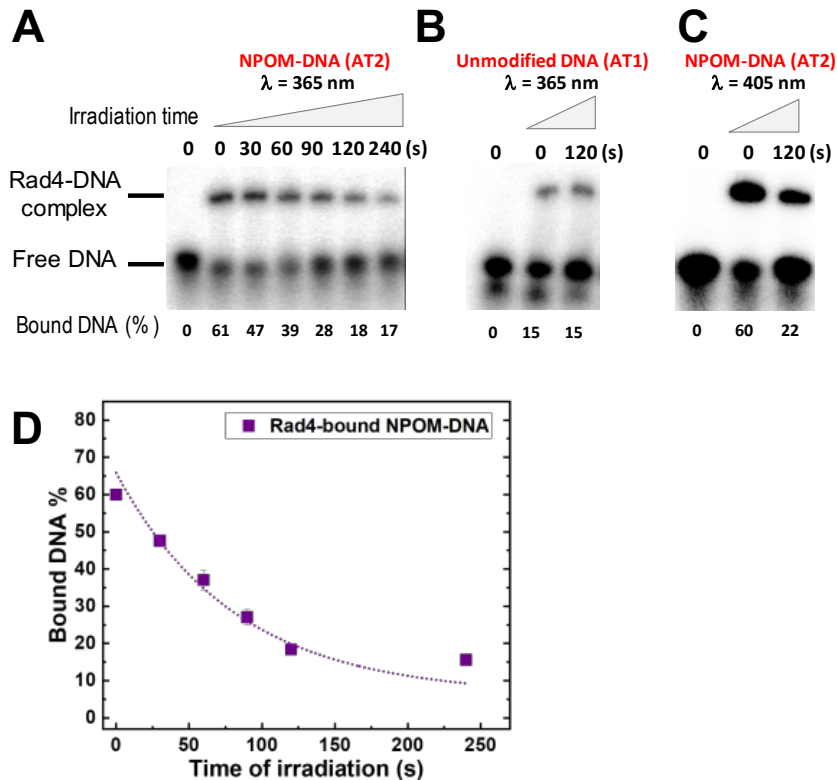 A
NPOM-DNA (AT2)
λ = 365 nm
Irradiation time
0 0 30 60 90 120 240 (s)
Rad4-DNA
complex
Free DNA
Bound DNA (%)
0 61 47 39 28 18 17
B
Unmodified DNA (AT1)
λ = 365 nm
0 0 120 (s)
0 15 15
C
NPOM-DNA (AT2)
λ = 405 nm
0 0 120 (s)
0 60 22
D
Rad4-bound NPOM-DNA
Bound DNA %
80
70
60
50
40
30
20
10
0
0 50 100 150 200 250
Time of irradiation (s)